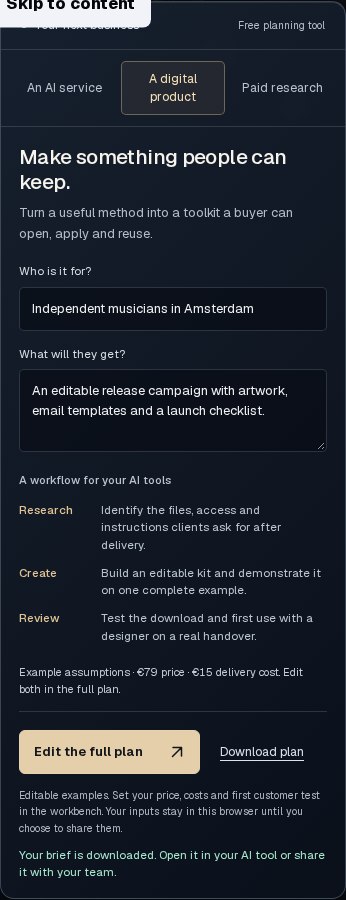 Skip to content
Your next business
Free planning tool
An AI service
A digital
product
Paid research
Make something people can
keep.
Turn a useful method into a toolkit a buyer can
open, apply and reuse.
Who is it for?
Independent musicians in Amsterdam
What will they get?
An editable release campaign with artwork,
email templates and a launch checklist.
A workflow for your AI tools
Research
Identify the files, access and
instructions clients ask for after
delivery.
Create
Build an editable kit and demonstrate it
on one complete example.
Review
Test the download and first use with a
designer on a real handover.
Example assumptions · €79 price · €15 delivery cost. Edit
both in the full plan.
Edit the full plan
Download plan
Editable examples. Set your price, costs and first customer test
in the workbench. Your inputs stay in this browser until you
choose to share them.
Your brief is downloaded. Open it in your AI tool or share
it with your team.